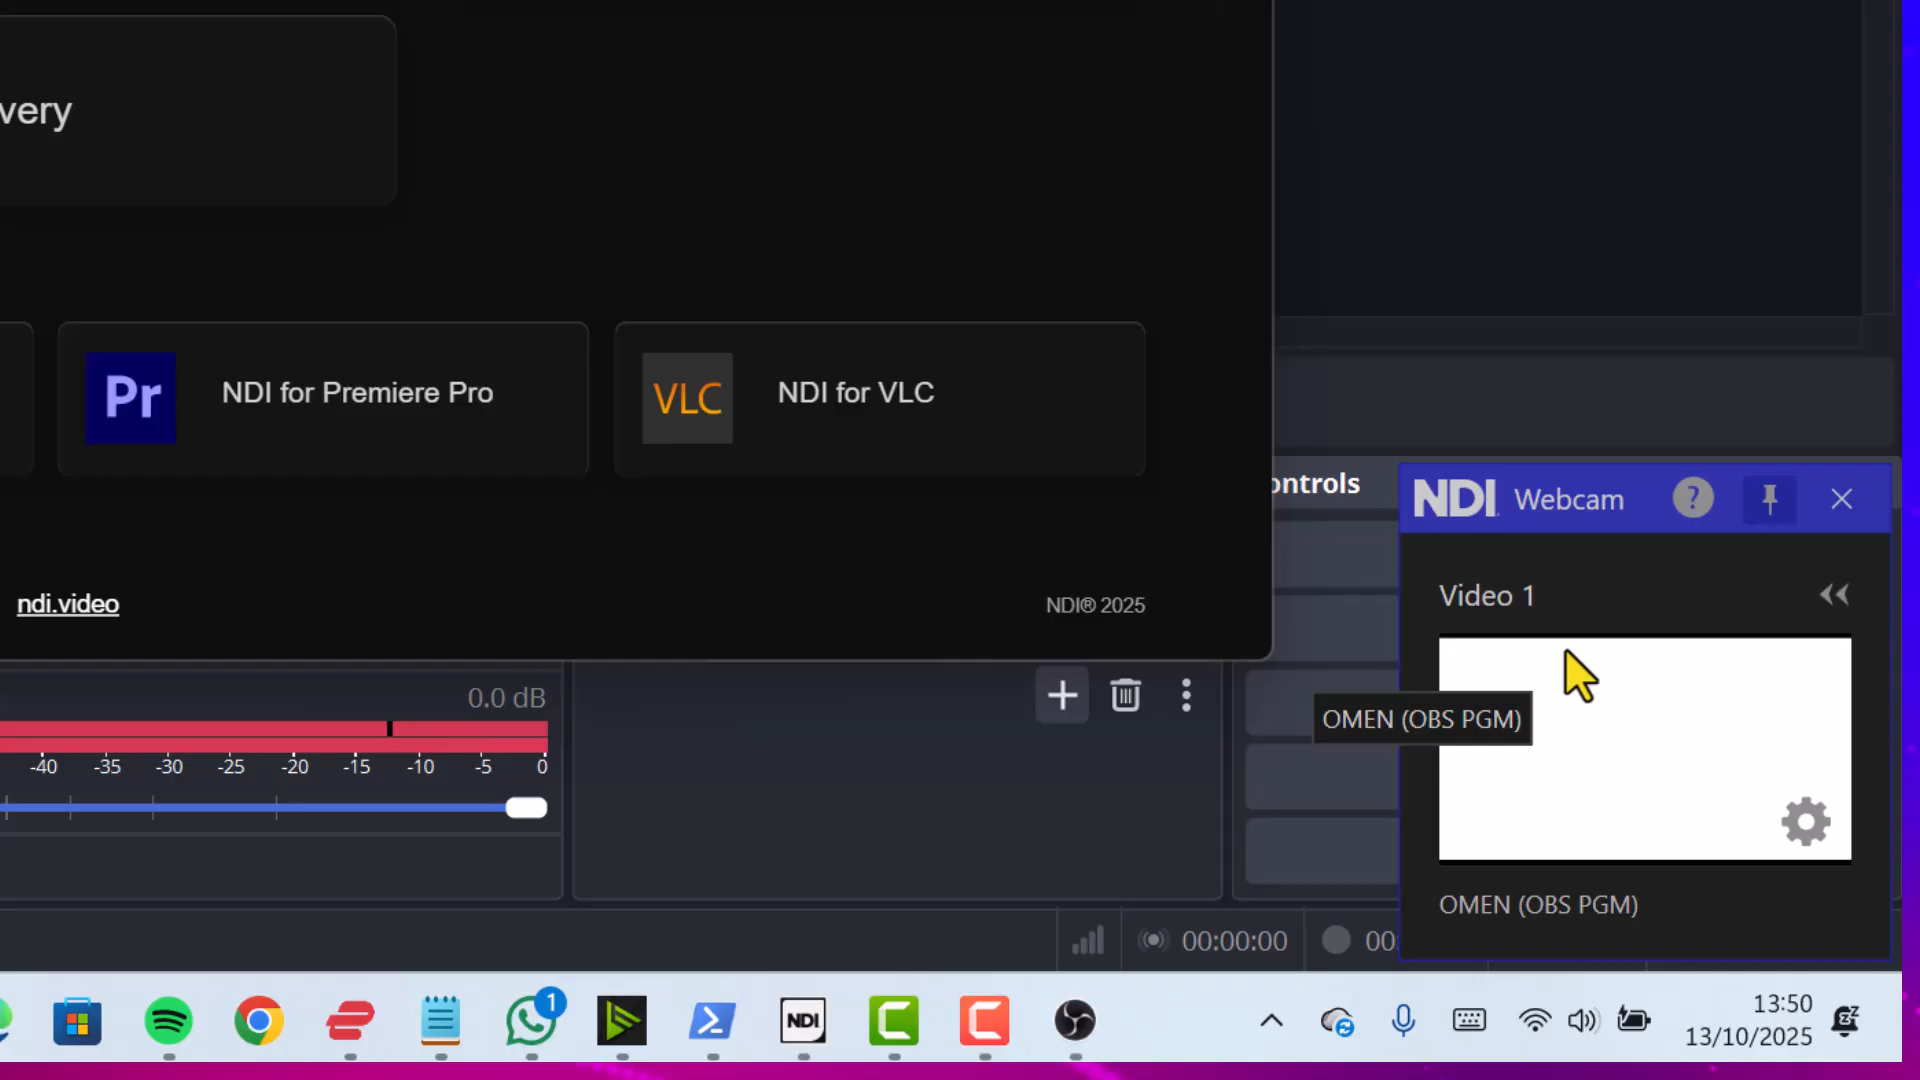 very
Pr
NDI for Premiere Pro
VLC
NDI for VLC
ndi.video
NDI® 2025
ontrols
NDI Webcam
?
Video 1
OMEN (OBS PGM)
OMEN (OBS PGM)
0.0 dB
-40 -35 -30 -25 -20 -15 -10 -5 0
00:00:00
00:
1
NDI
13:50
13/10/2025